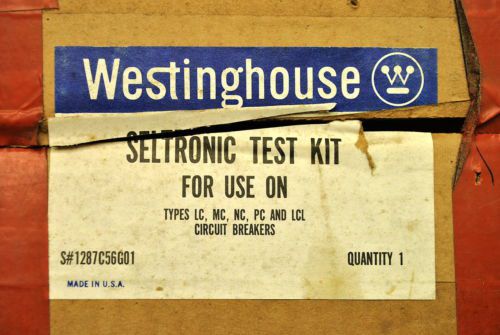 Westinghouse W
SELTRONIC TEST KIT
FOR USE ON
TYPES LC, MC, NC, PC AND LCL
CIRCUIT BREAKERS
S#1287C56G01 QUANTITY 1
MADE IN U.S.A.